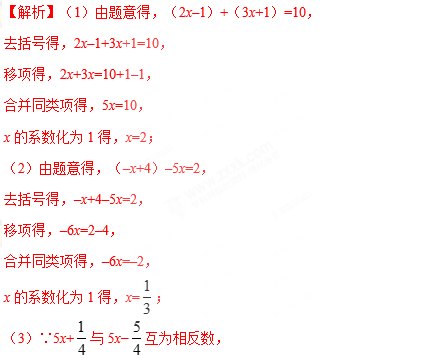 【解析】（1）由题意得，（2x–1）+（3x+1）=10，
去括号得，2x–1+3x+1=10，
移项得，2x+3x=10+1–1，
合并同类项得，5x=10，
x 的系数化为 1 得，x=2；
（2）由题意得，（–x+4）–5x=2，
去括号得，–x+4–5x=2，
移项得，–6x=2–4，
合并同类项得，–6x=–2，
x 的系数化为 1 得，x=1/3；
（3）∵5x+1/4 与 5x−5/4 互为相反数，